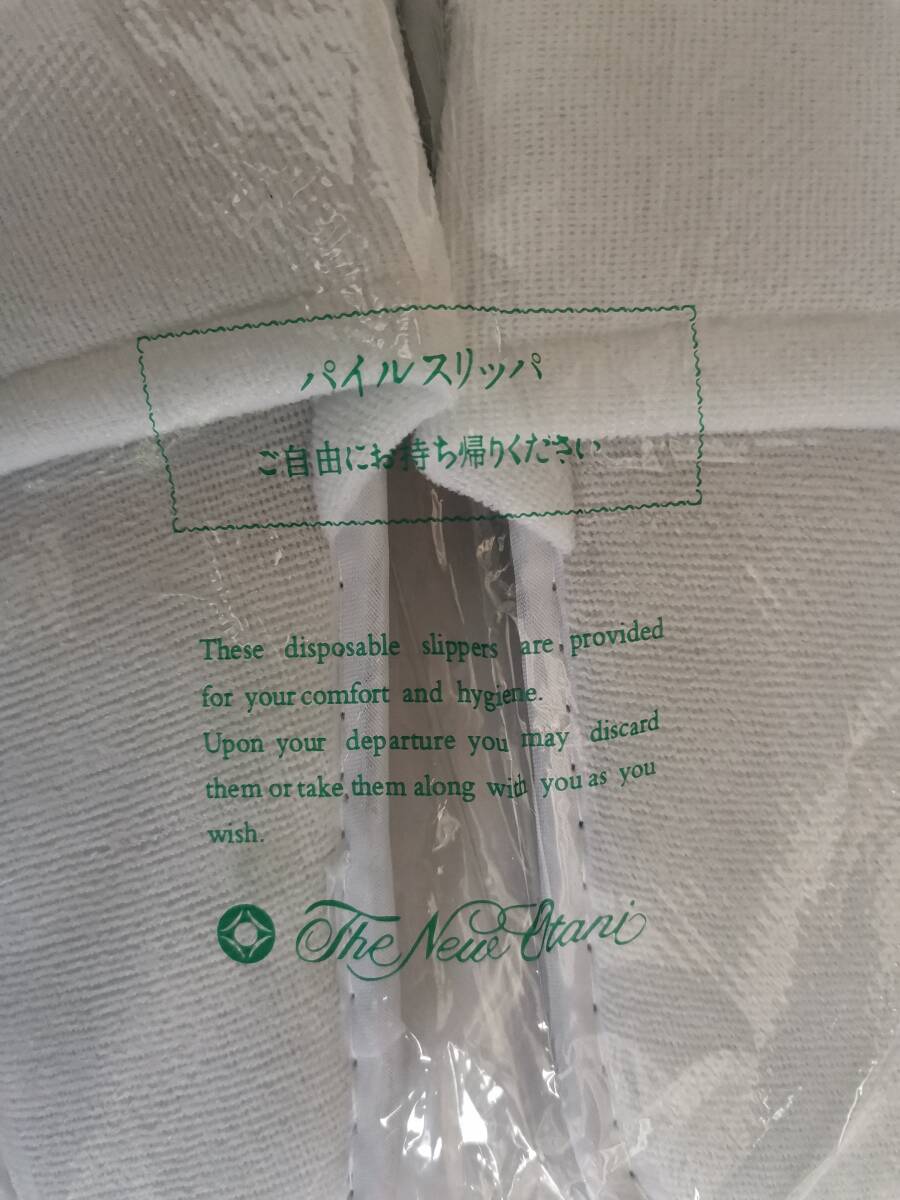 パイルスリッパ
ご自由にお持ち帰りください
These disposable slippers are provided
for your comfort and hygiene.
Upon your departure you may discard
them or take them along with you as you
wish.
The New Otani